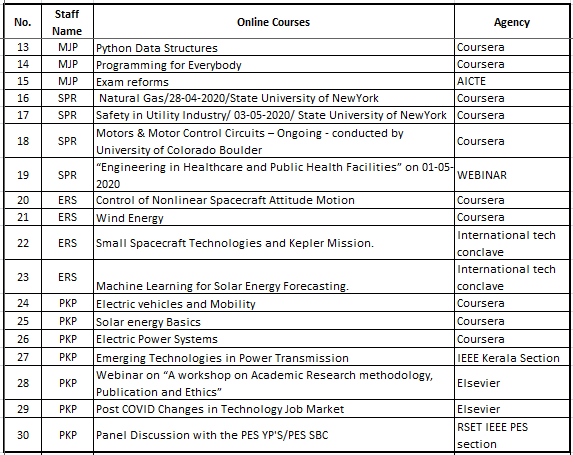 No. Staff Name Online Courses Agency
13 MJP Python Data Structures Coursera
14 MJP Programming for Everybody Coursera
15 MJP Exam reforms AICTE
16 SPR Natural Gas/28-04-2020/State University of NewYork Coursera
17 SPR Safety in Utility Industry/ 03-05-2020/ State University of NewYork Coursera
18 SPR Motors & Motor Control Circuits – Ongoing - conducted by
University of Colorado Boulder Coursera
19 SPR “Engineering in Healthcare and Public Health Facilities” on 01-05-
2020 WEBINAR
20 ERS Control of Nonlinear Spacecraft Attitude Motion Coursera
21 ERS Wind Energy Coursera
22 ERS Small Spacecraft Technologies and Kepler Mission. International tech
conclave
23 ERS Machine Learning for Solar Energy Forecasting. International tech
conclave
24 PKP Electric vehicles and Mobility Coursera
25 PKP Solar energy Basics Coursera
26 PKP Electric Power Systems Coursera
27 PKP Emerging Technologies in Power Transmission IEEE Kerala Section
28 PKP Webinar on “A workshop on Academic Research methodology,
Publication and Ethics” Elsevier
29 PKP Post COVID Changes in Technology Job Market Elsevier
30 PKP Panel Discussion with the PES YP'S/PES SBC RSET IEEE PES
section